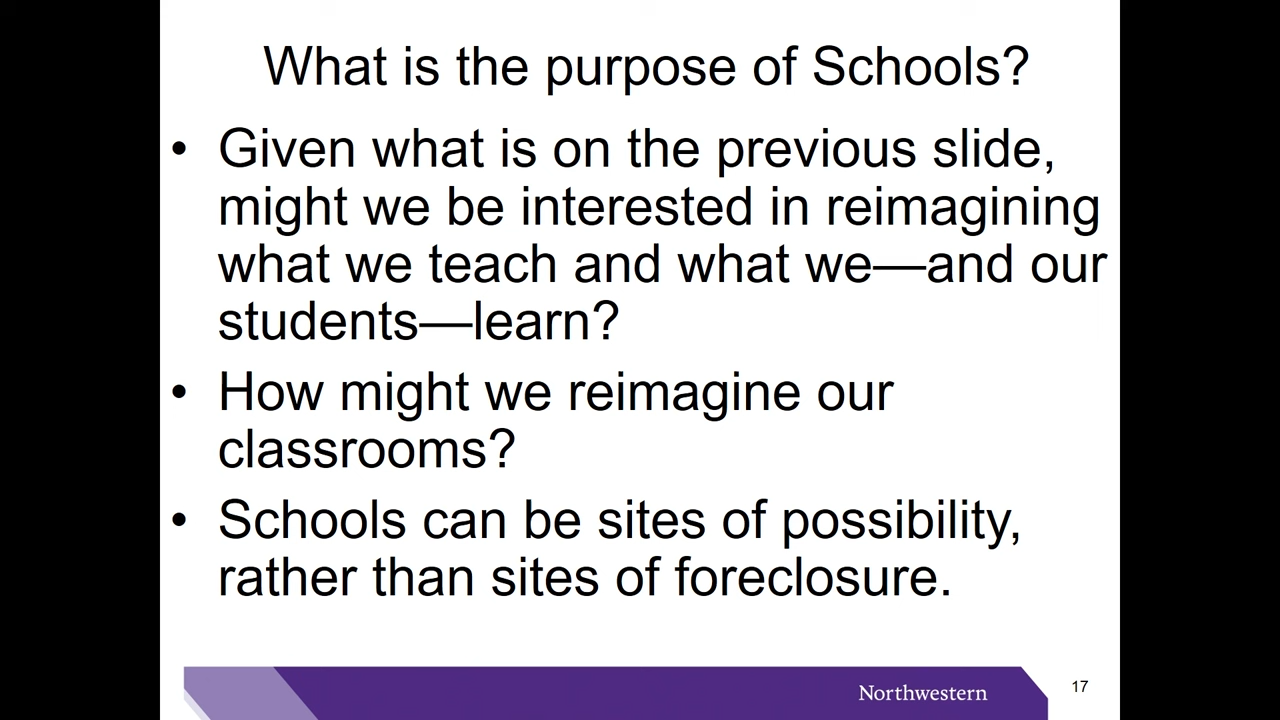 What is the purpose of Schools?
• Given what is on the previous slide,
might we be interested in reimagining
what we teach and what we—and our
students—learn?
• How might we reimagine our
classrooms?
• Schools can be sites of possibility,
rather than sites of foreclosure.
Northwestern
17